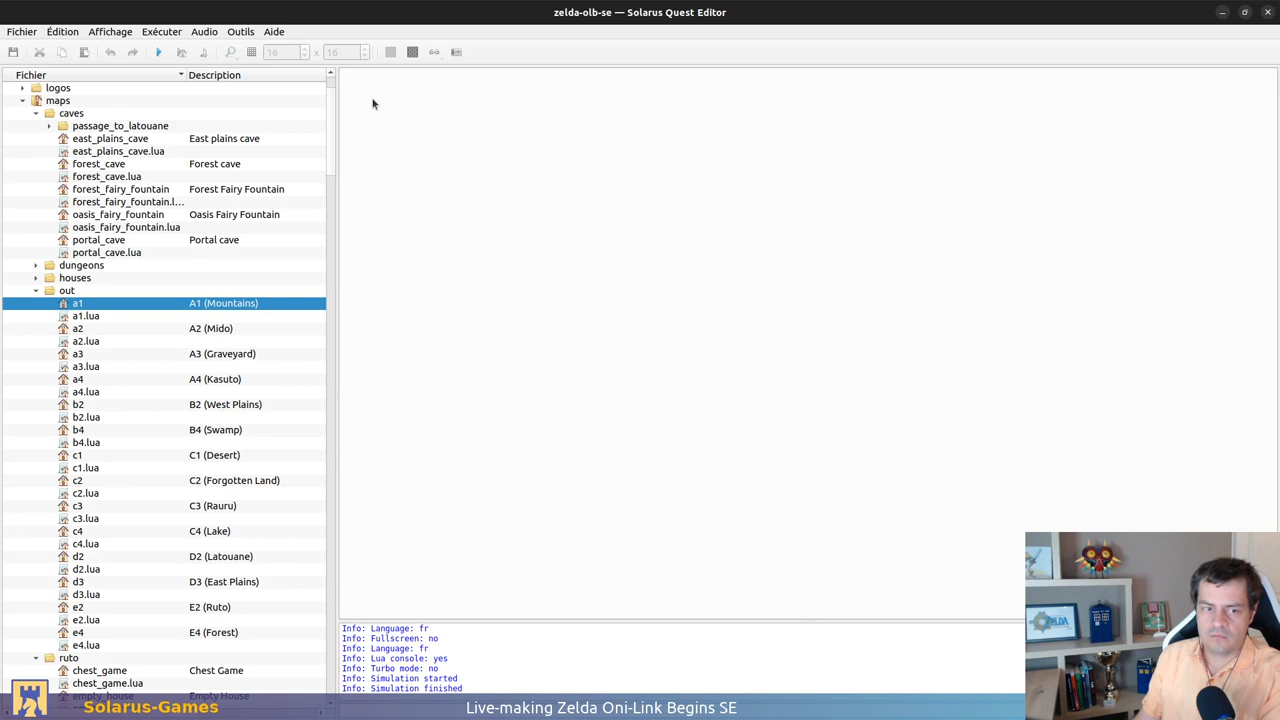 zelda-olb-se — Solarus Quest Editor
Fichier Édition Affichage Exécuter Audio Outils Aide
16 x 16
Fichier Description
logos
maps
caves
passage_to_latouane
east_plains_cave East plains cave
east_plains_cave.lua
forest_cave Forest cave
forest_cave.lua
forest_fairy_fountain Forest Fairy Fountain
forest_fairy_fountain.l...
oasis_fairy_fountain Oasis Fairy Fountain
oasis_fairy_fountain.lua
portal_cave Portal cave
portal_cave.lua
dungeons
houses
out
a1 A1 (Mountains)
a1.lua
a2 A2 (Mido)
a2.lua
a3 A3 (Graveyard)
a3.lua
a4 A4 (Kasuto)
a4.lua
b2 B2 (West Plains)
b2.lua
b4 B4 (Swamp)
b4.lua
c1 C1 (Desert)
c1.lua
c2 C2 (Forgotten Land)
c2.lua
c3 C3 (Rauru)
c3.lua
c4 C4 (Lake)
c4.lua
d2 D2 (Latouane)
d2.lua
d3 D3 (East Plains)
d3.lua
e2 E2 (Ruto)
e2.lua
e4 E4 (Forest)
e4.lua
ruto
chest_game Chest Game
chest_game.lua
empty_house Empty House
Info: Language: fr
Info: Fullscreen: no
Info: Language: fr
Info: Lua console: yes
Info: Turbo mode: no
Info: Simulation started
Info: Simulation finished
Solarus-Games
Live-making Zelda Oni-Link Begins SE